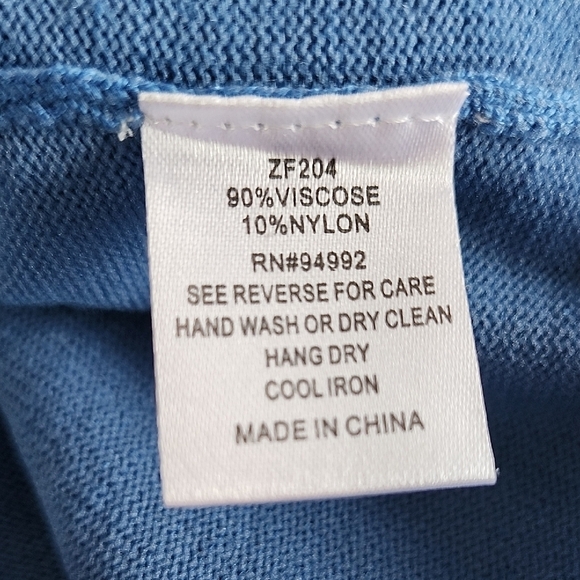 ZF204
90%VISCOSE
10%NYLON
RN#94992
SEE REVERSE FOR CARE
HAND WASH OR DRY CLEAN
HANG DRY
COOL IRON
MADE IN CHINA